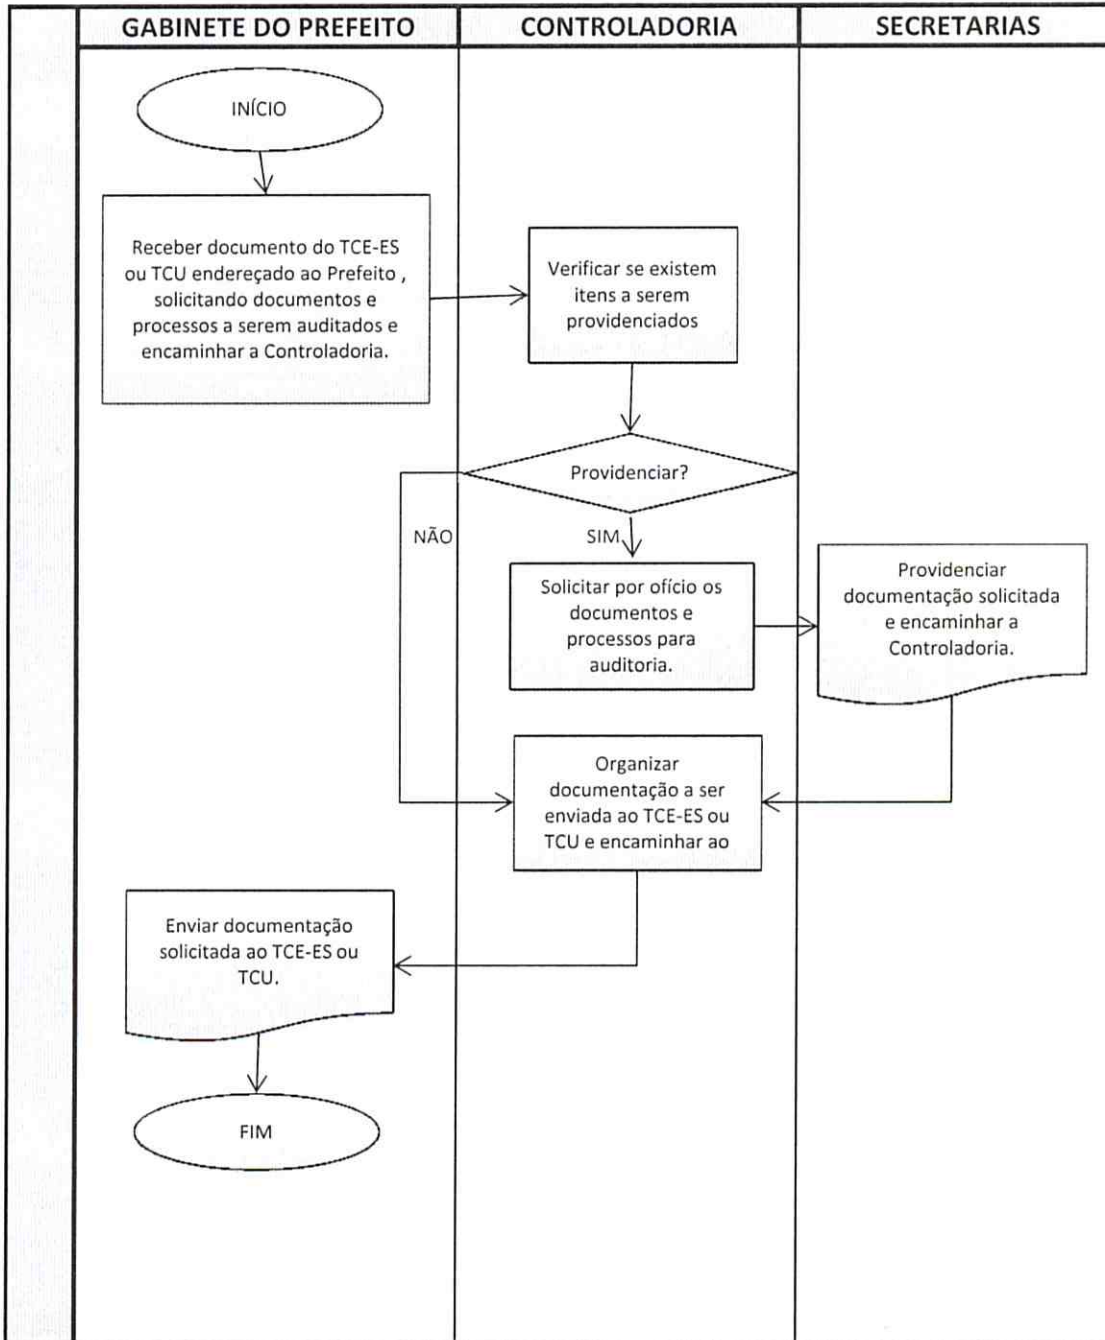 GABINETE DO PREFEITO
CONTROLADORIA
SECRETARIAS
INÍCIO
Receber documento do TCE-ES
ou TCU endereçado ao Prefeito ,
solicitando documentos e
processos a serem auditados e
encaminhar a Controladoria.
Verificar se existem
itens a serem
providenciados
Providenciar?
NÃO
SIM
Solicitar por ofício os
documentos e
processos para
auditoria.
Providenciar
documentação solicitada
e encaminhar a
Controladoria.
Organizar
documentação a ser
enviada ao TCE-ES ou
TCU e encaminhar ao
Enviar documentação
solicitada ao TCE-ES ou
TCU.
FIM